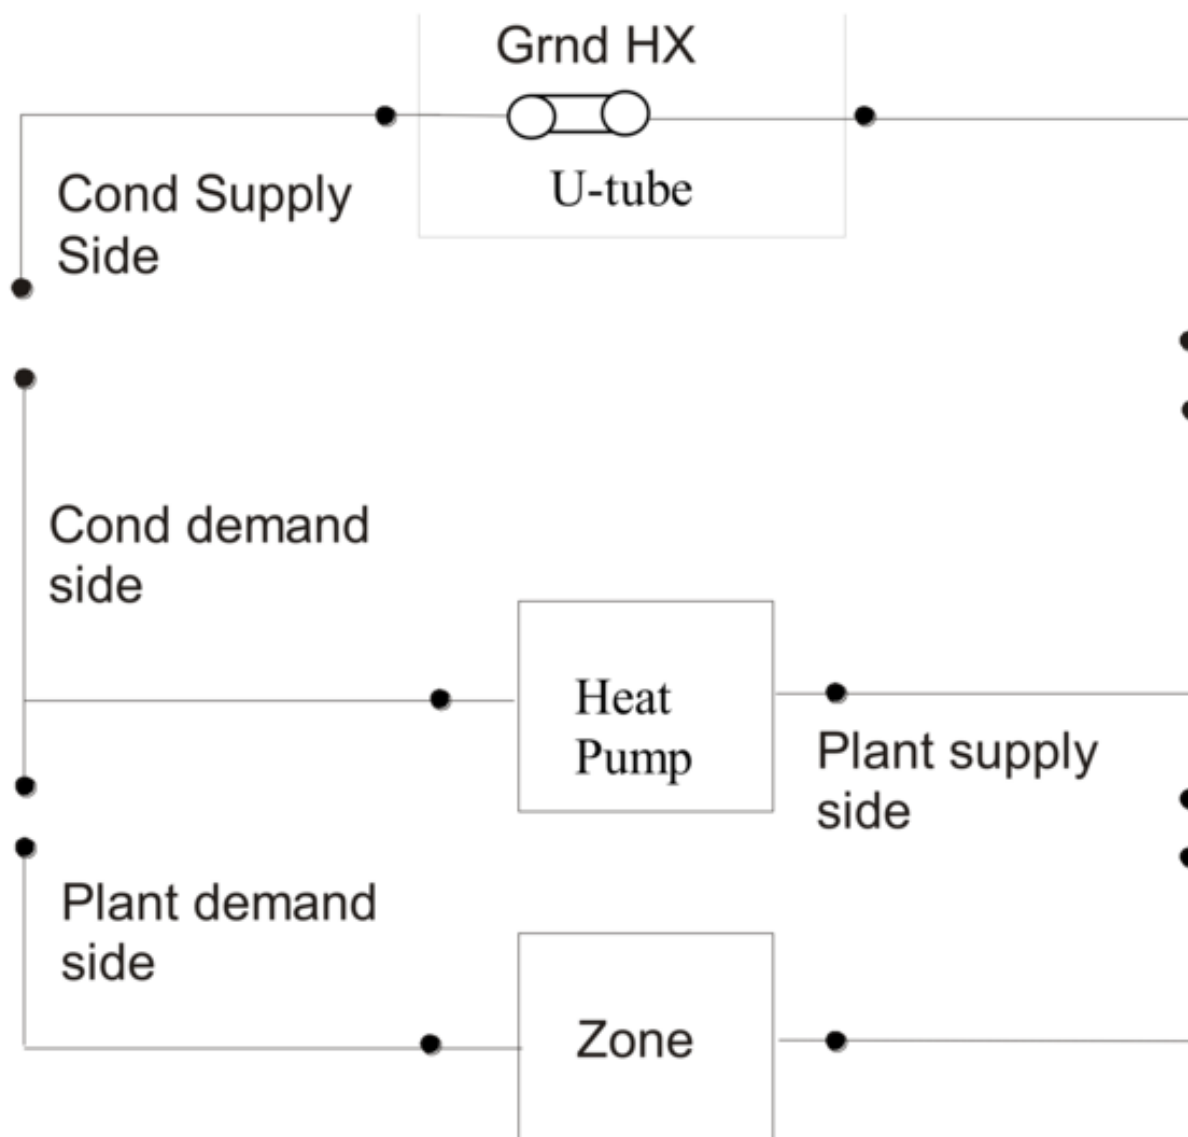 Grnd HX
U-tube
Cond Supply
Side
Cond demand
side
Heat
Pump
Plant supply
side
Plant demand
side
Zone